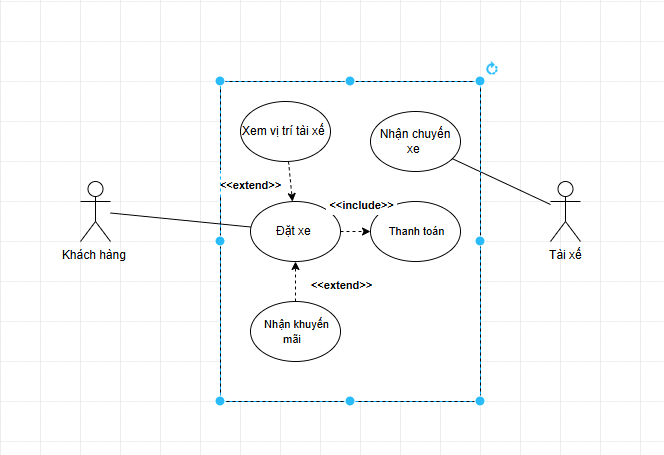 Xem vị trí tài xế
Nhận chuyến
xe
<<extend>>
<<include>>
Đặt xe
Thanh toán
Khách hàng
Tài xế
<<extend>>
Nhận khuyến
mãi